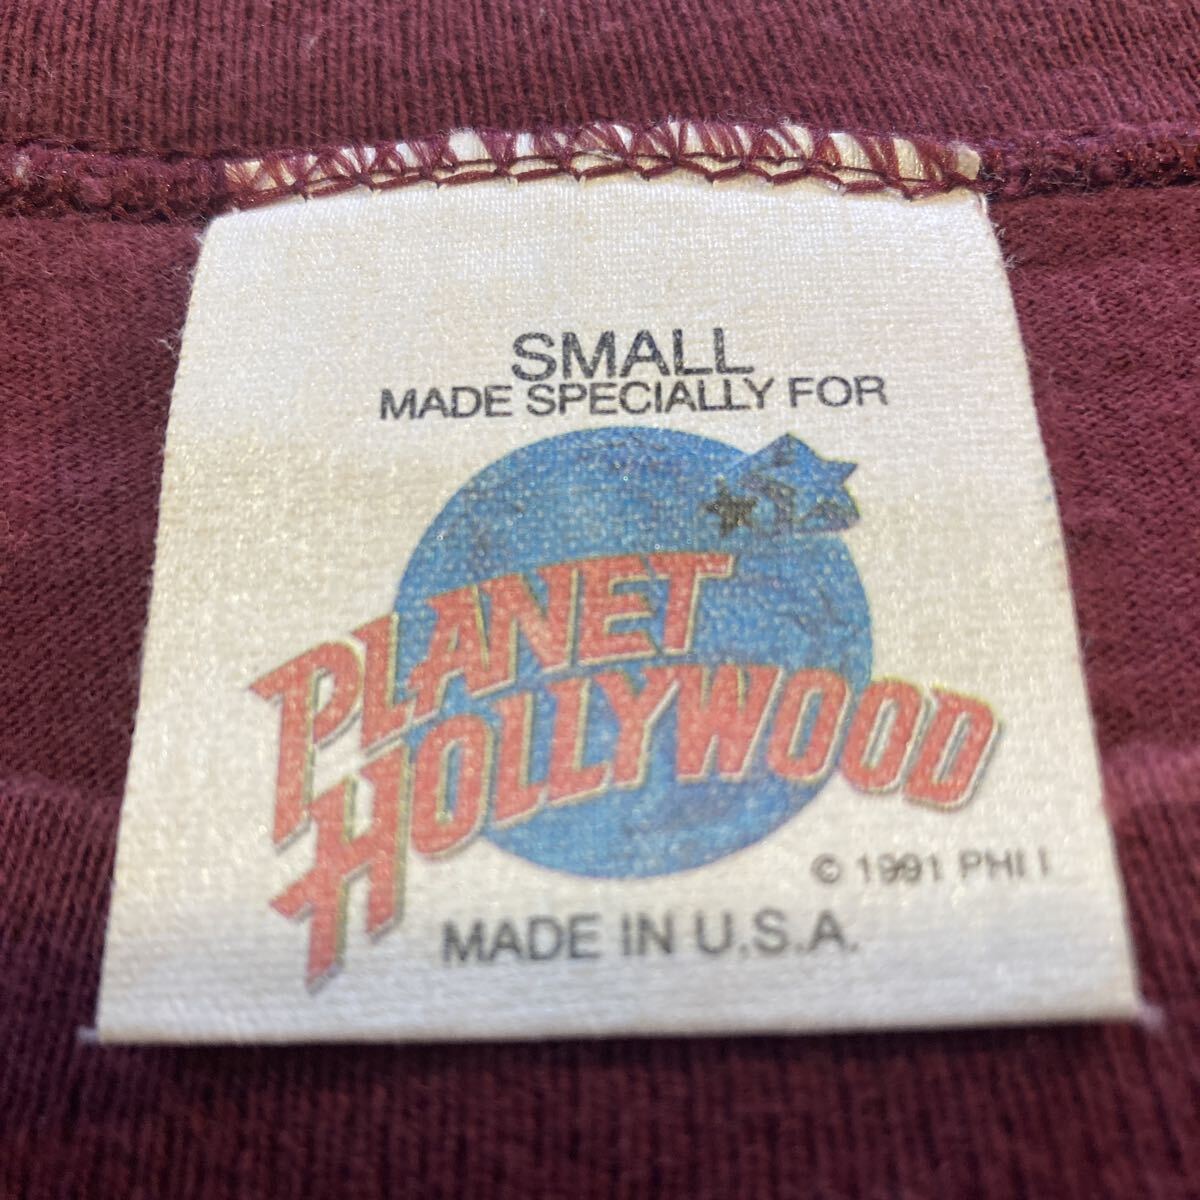 SMALL
MADE SPECIALLY FOR
PLANET
HOLLYWOOD
© 1991 PHI I
MADE IN U.S.A.